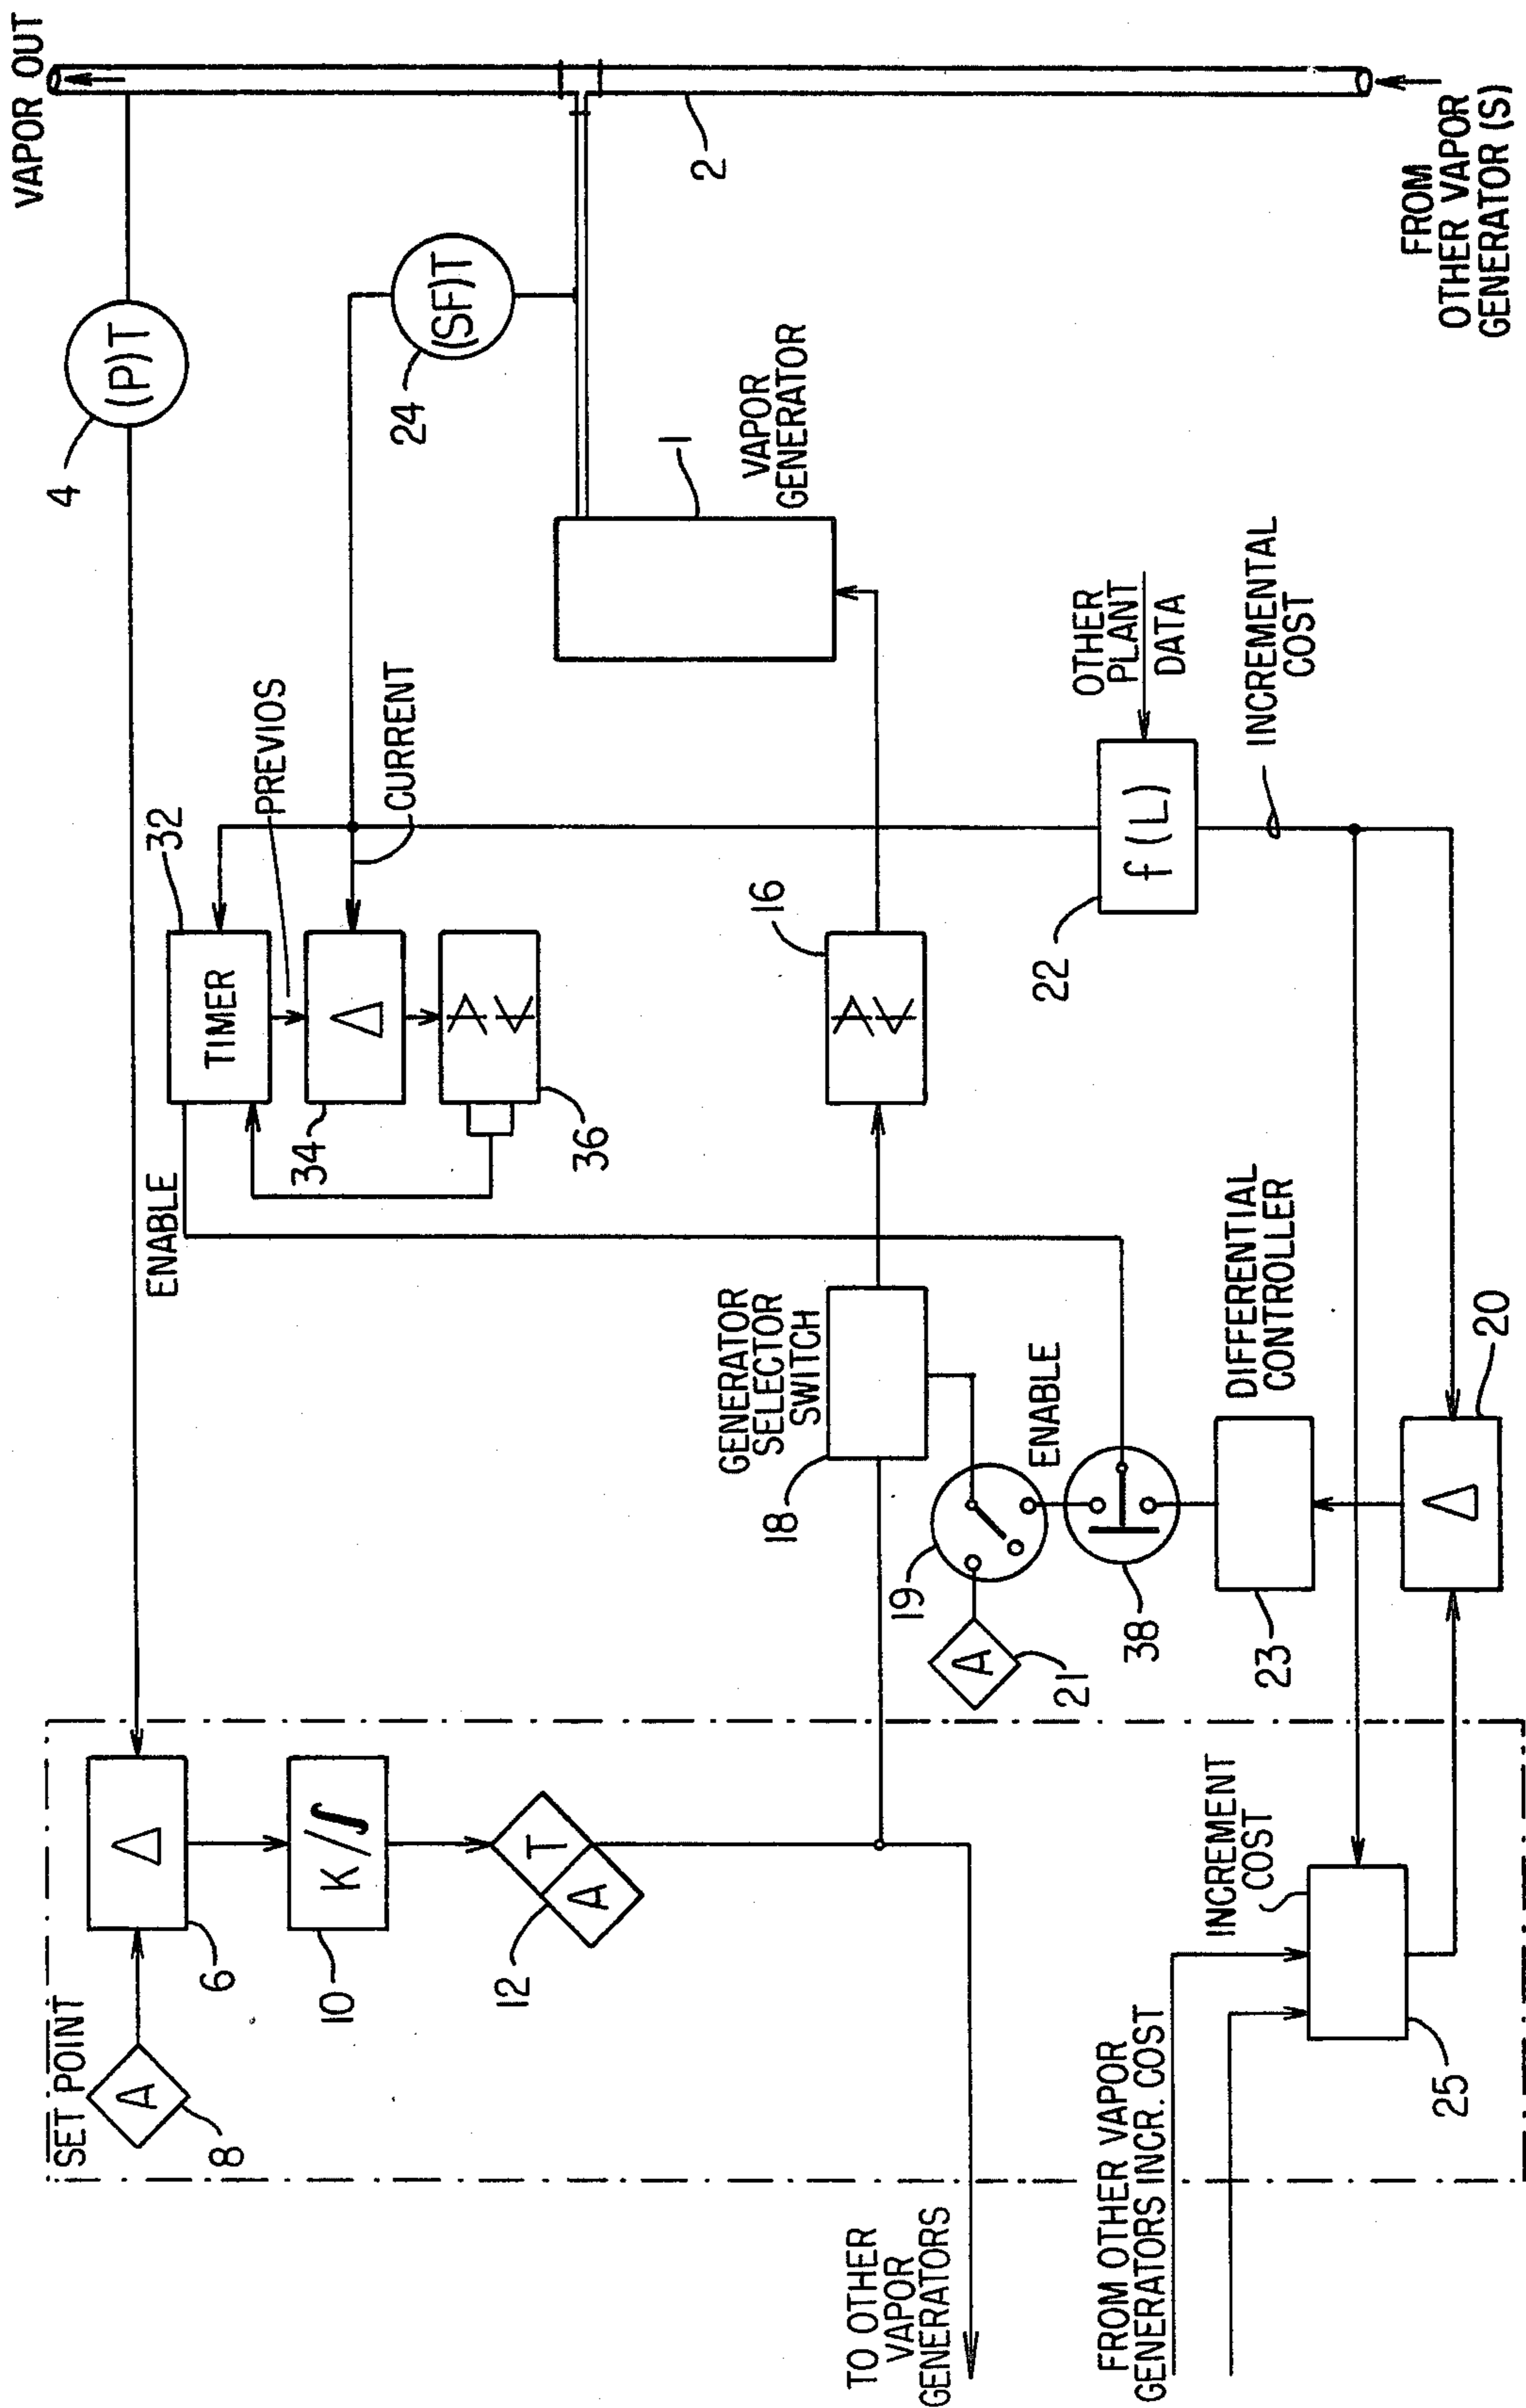 VAPOR OUT
4
(P)T
24
(SF)T
2
FROM
OTHER VAPOR
GENERATOR (S)
1
VAPOR
GENERATOR
PREVIOS
CURRENT
32
TIMER
Δ
34
36
ENABLE
16
OTHER
PLANT
DATA
f (L)
22
INCREMENTAL
COST
GENERATOR
SELECTOR
SWITCH
18
19
A
21
ENABLE
38
DIFFERENTIAL
CONTROLLER
23
20
Δ
SET POINT
A
8
Δ
6
K/∫
10
T
A
12
INCREMENT
COST
25
TO OTHER
VAPOR
GENERATORS
FROM OTHER VAPOR
GENERATORS INCR. COST